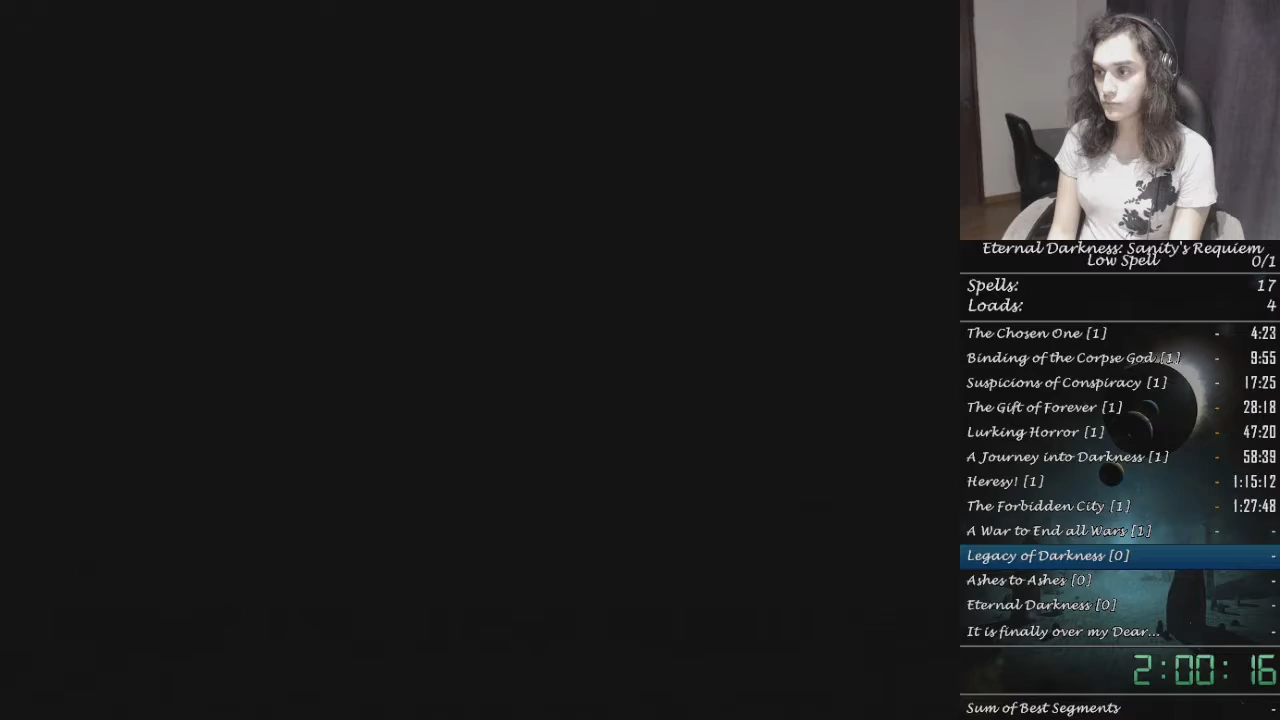 Eternal Darkness: Sanity's Requiem
Low Spell 0/1
Spells: 17
Loads: 4
The Chosen One [1] - 4:23
Binding of the Corpse God [1] - 9:55
Suspicions of Conspiracy [1] - 17:25
The Gift of Forever [1] - 28:18
Lurking Horror [1] - 47:20
A Journey into Darkness [1] - 58:39
Heresy! [1] - 1:15:12
The Forbidden City [1] - 1:27:48
A War to End all Wars [1] - -
Legacy of Darkness [0] -
Ashes to Ashes [0] -
Eternal Darkness [0] -
It is finally over my Dear... -
2:00:16
Sum of Best Segments -